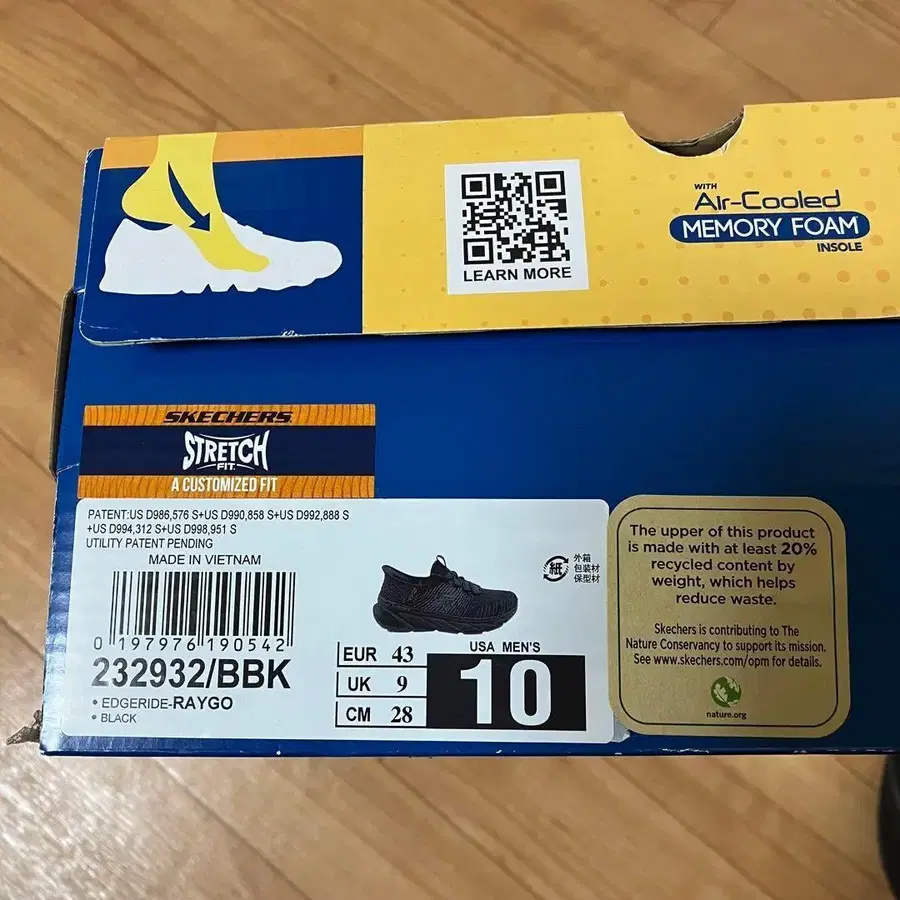 LEARN MORE
WITH
Air-Cooled
MEMORY FOAM
INSOLE
SKECHERS
STRETCH
FIT.
A CUSTOMIZED FIT
PATENT:US D986,576 S+US D990,858 S+US D992,888 S
+US D994,312 S+US D998,951 S
UTILITY PATENT PENDING
MADE IN VIETNAM
0 197976 190542
232932/BBK
• EDGERIDE-RAYGO
• BLACK
紙
外箱
包装材
保型材
EUR 43
UK 9
CM 28
USA MEN'S
10
The upper of this product
is made with at least 20%
recycled content by
weight, which helps
reduce waste.
Skechers is contributing to The
Nature Conservancy to support its mission.
See www.skechers.com/opm for details.
nature.org